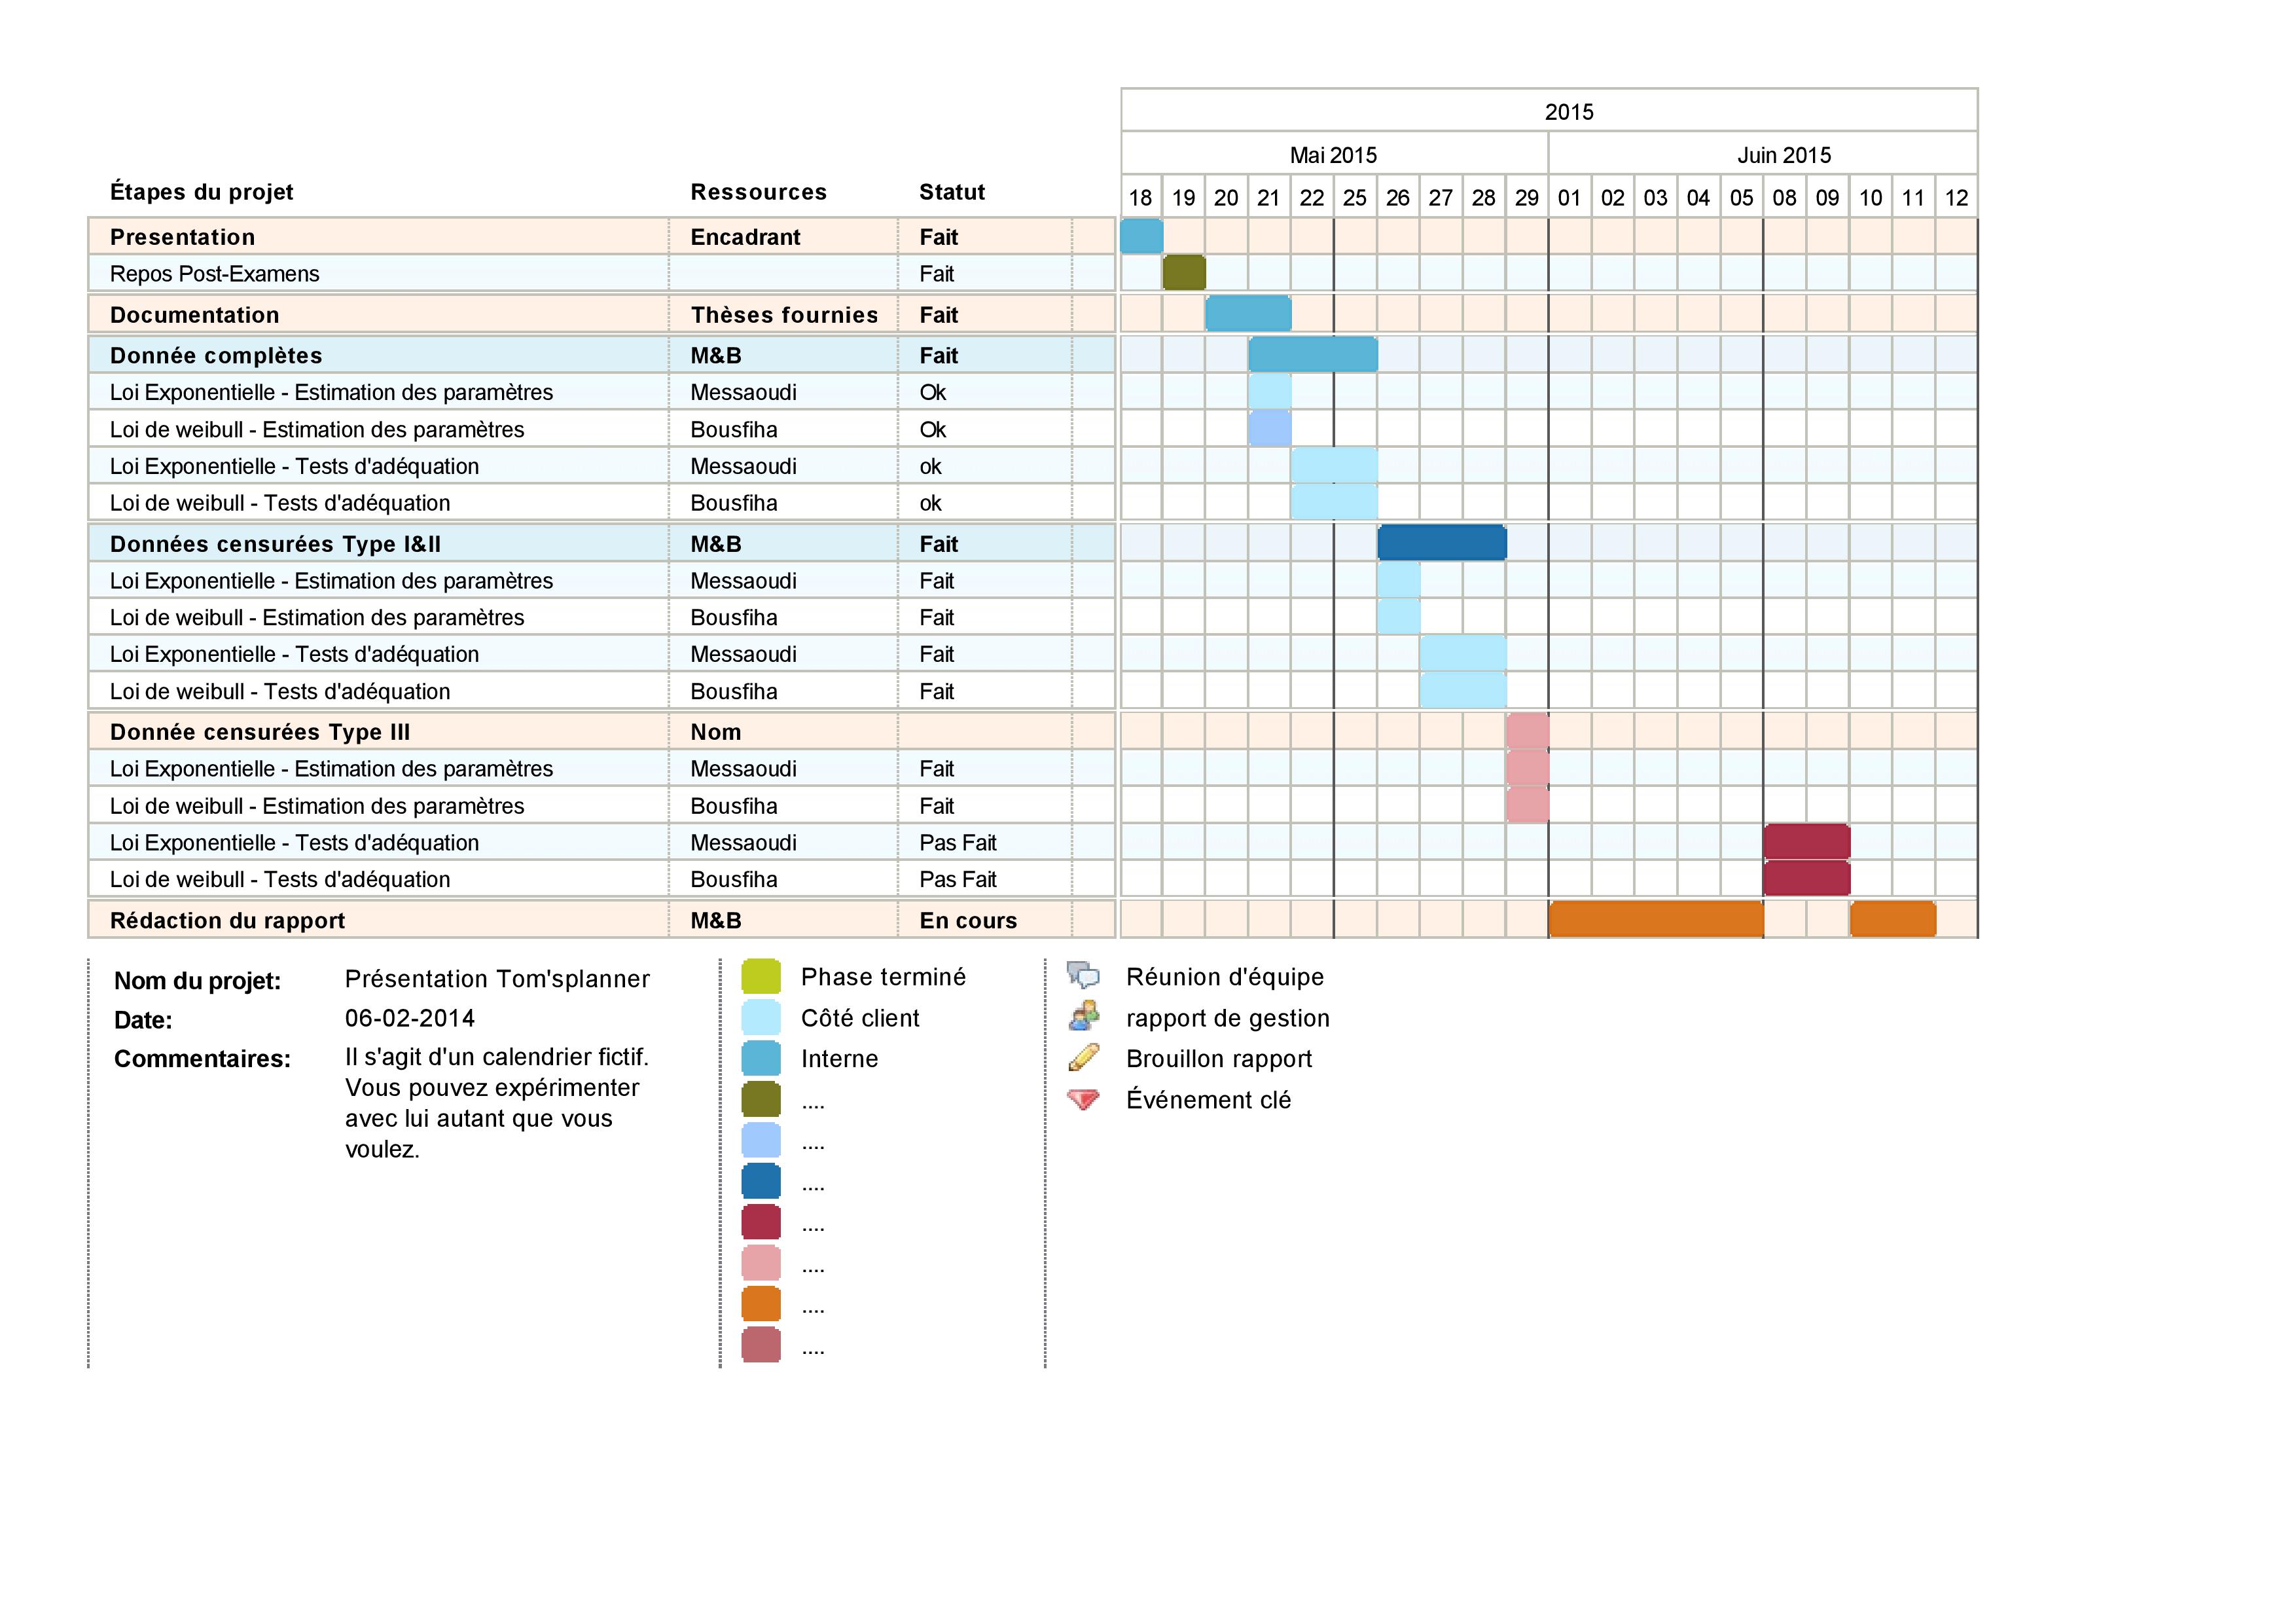 2015
Mai 2015 Juin 2015
Étapes du projet Ressources Statut 18 19 20 21 22 25 26 27 28 29 01 02 03 04 05 08 09 10 11 12
Presentation Encadrant Fait
Repos Post-Examens Fait
Documentation Thèses fournies Fait
Donnée complètes M&B Fait
Loi Exponentielle - Estimation des paramètres Messaoudi Ok
Loi de weibull - Estimation des paramètres Bousfiha Ok
Loi Exponentielle - Tests d'adéquation Messaoudi ok
Loi de weibull - Tests d'adéquation Bousfiha ok
Données censurées Type I&II M&B Fait
Loi Exponentielle - Estimation des paramètres Messaoudi Fait
Loi de weibull - Estimation des paramètres Bousfiha Fait
Loi Exponentielle - Tests d'adéquation Messaoudi Fait
Loi de weibull - Tests d'adéquation Bousfiha Fait
Donnée censurées Type III Nom
Loi Exponentielle - Estimation des paramètres Messaoudi Fait
Loi de weibull - Estimation des paramètres Bousfiha Fait
Loi Exponentielle - Tests d'adéquation Messaoudi Pas Fait
Loi de weibull - Tests d'adéquation Bousfiha Pas Fait
Rédaction du rapport M&B En cours
Nom du projet: Présentation Tom'splanner
Date: 06-02-2014
Commentaires: Il s'agit d'un calendrier fictif.
Vous pouvez expérimenter
avec lui autant que vous
voulez.
Phase terminé
Côté client
Interne
....
....
....
....
....
....
....
Réunion d'équipe
rapport de gestion
Brouillon rapport
Événement clé